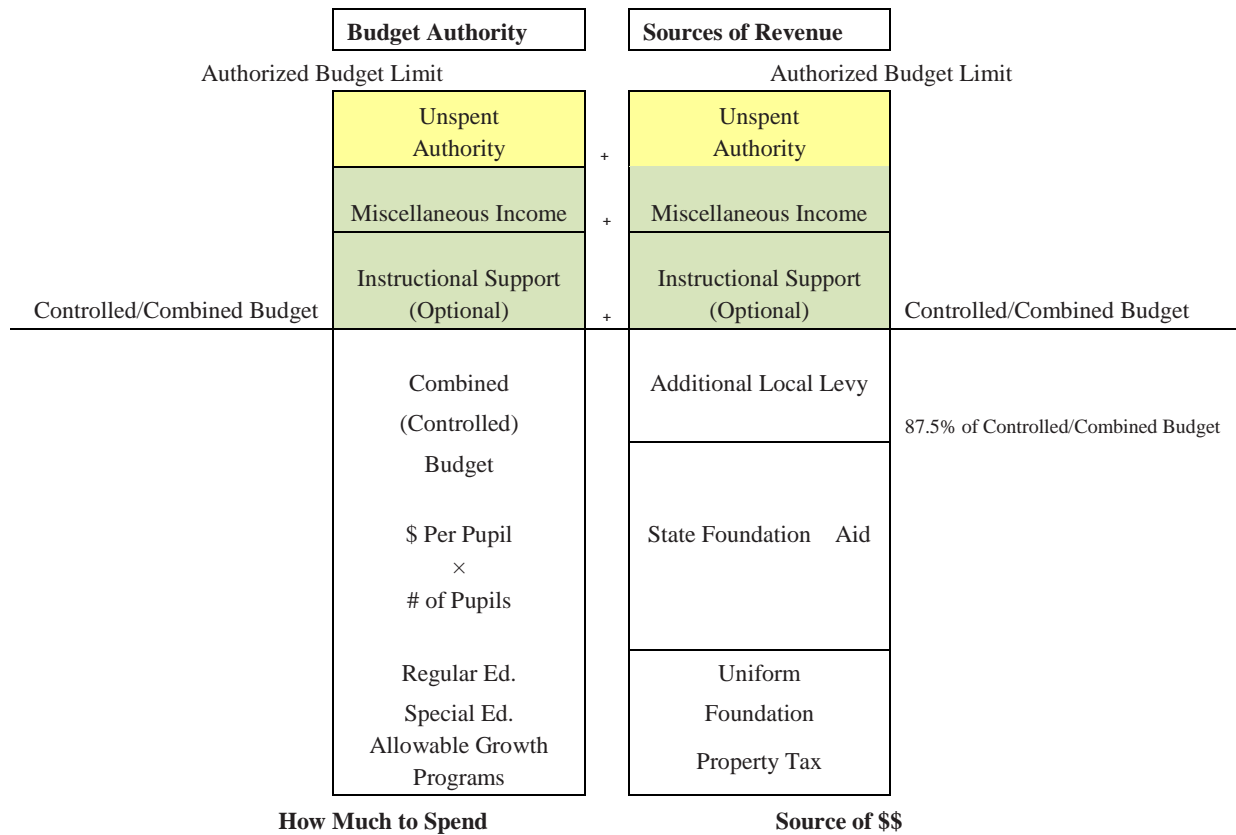 Budget Authority
Sources of Revenue
Authorized Budget Limit
Authorized Budget Limit
Unspent
Authority
+
Unspent
Authority
Miscellaneous Income
+
Miscellaneous Income
Instructional Support
(Optional)
+
Instructional Support
(Optional)
Controlled/Combined Budget
Controlled/Combined Budget
Combined
(Controlled)
Budget
$ Per Pupil
×
# of Pupils
Regular Ed.
Special Ed.
Allowable Growth
Programs
Additional Local Levy
87.5% of Controlled/Combined Budget
State Foundation Aid
Uniform
Foundation
Property Tax
How Much to Spend
Source of $$